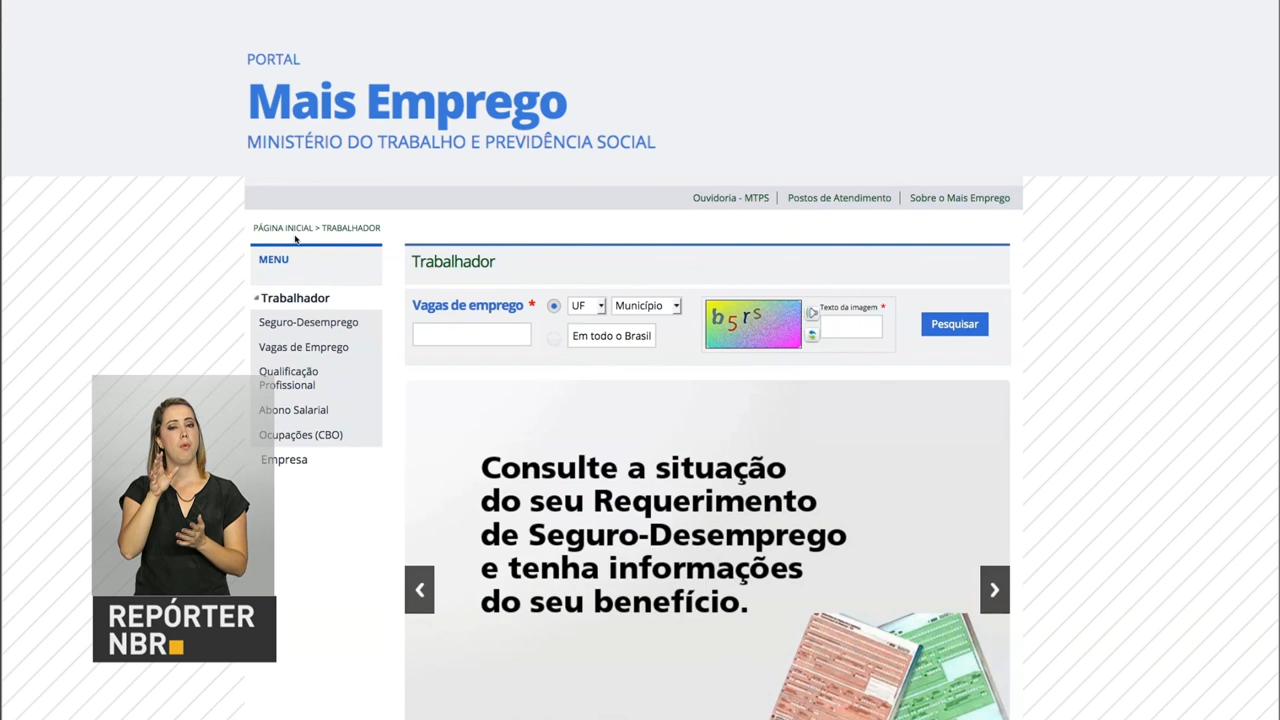 PORTAL
Mais Emprego
MINISTÉRIO DO TRABALHO E PREVIDÊNCIA SOCIAL
Ouvidoria - MTPS
Postos de Atendimento
Sobre o Mais Emprego
PÁGINA INICIAL > TRABALHADOR
MENU
Trabalhador
Seguro-Desemprego
Vagas de Emprego
Qualificação
Profissional
Abono Salarial
Ocupações (CBO)
Empresa
Trabalhador
Vagas de emprego *
UF
Município
Em todo o Brasil
b5rs
Texto da imagem *
Pesquisar
Consulte a situação
do seu Requerimento
de Seguro-Desemprego
e tenha informações
do seu benefício.
REPÓRTER
NBR